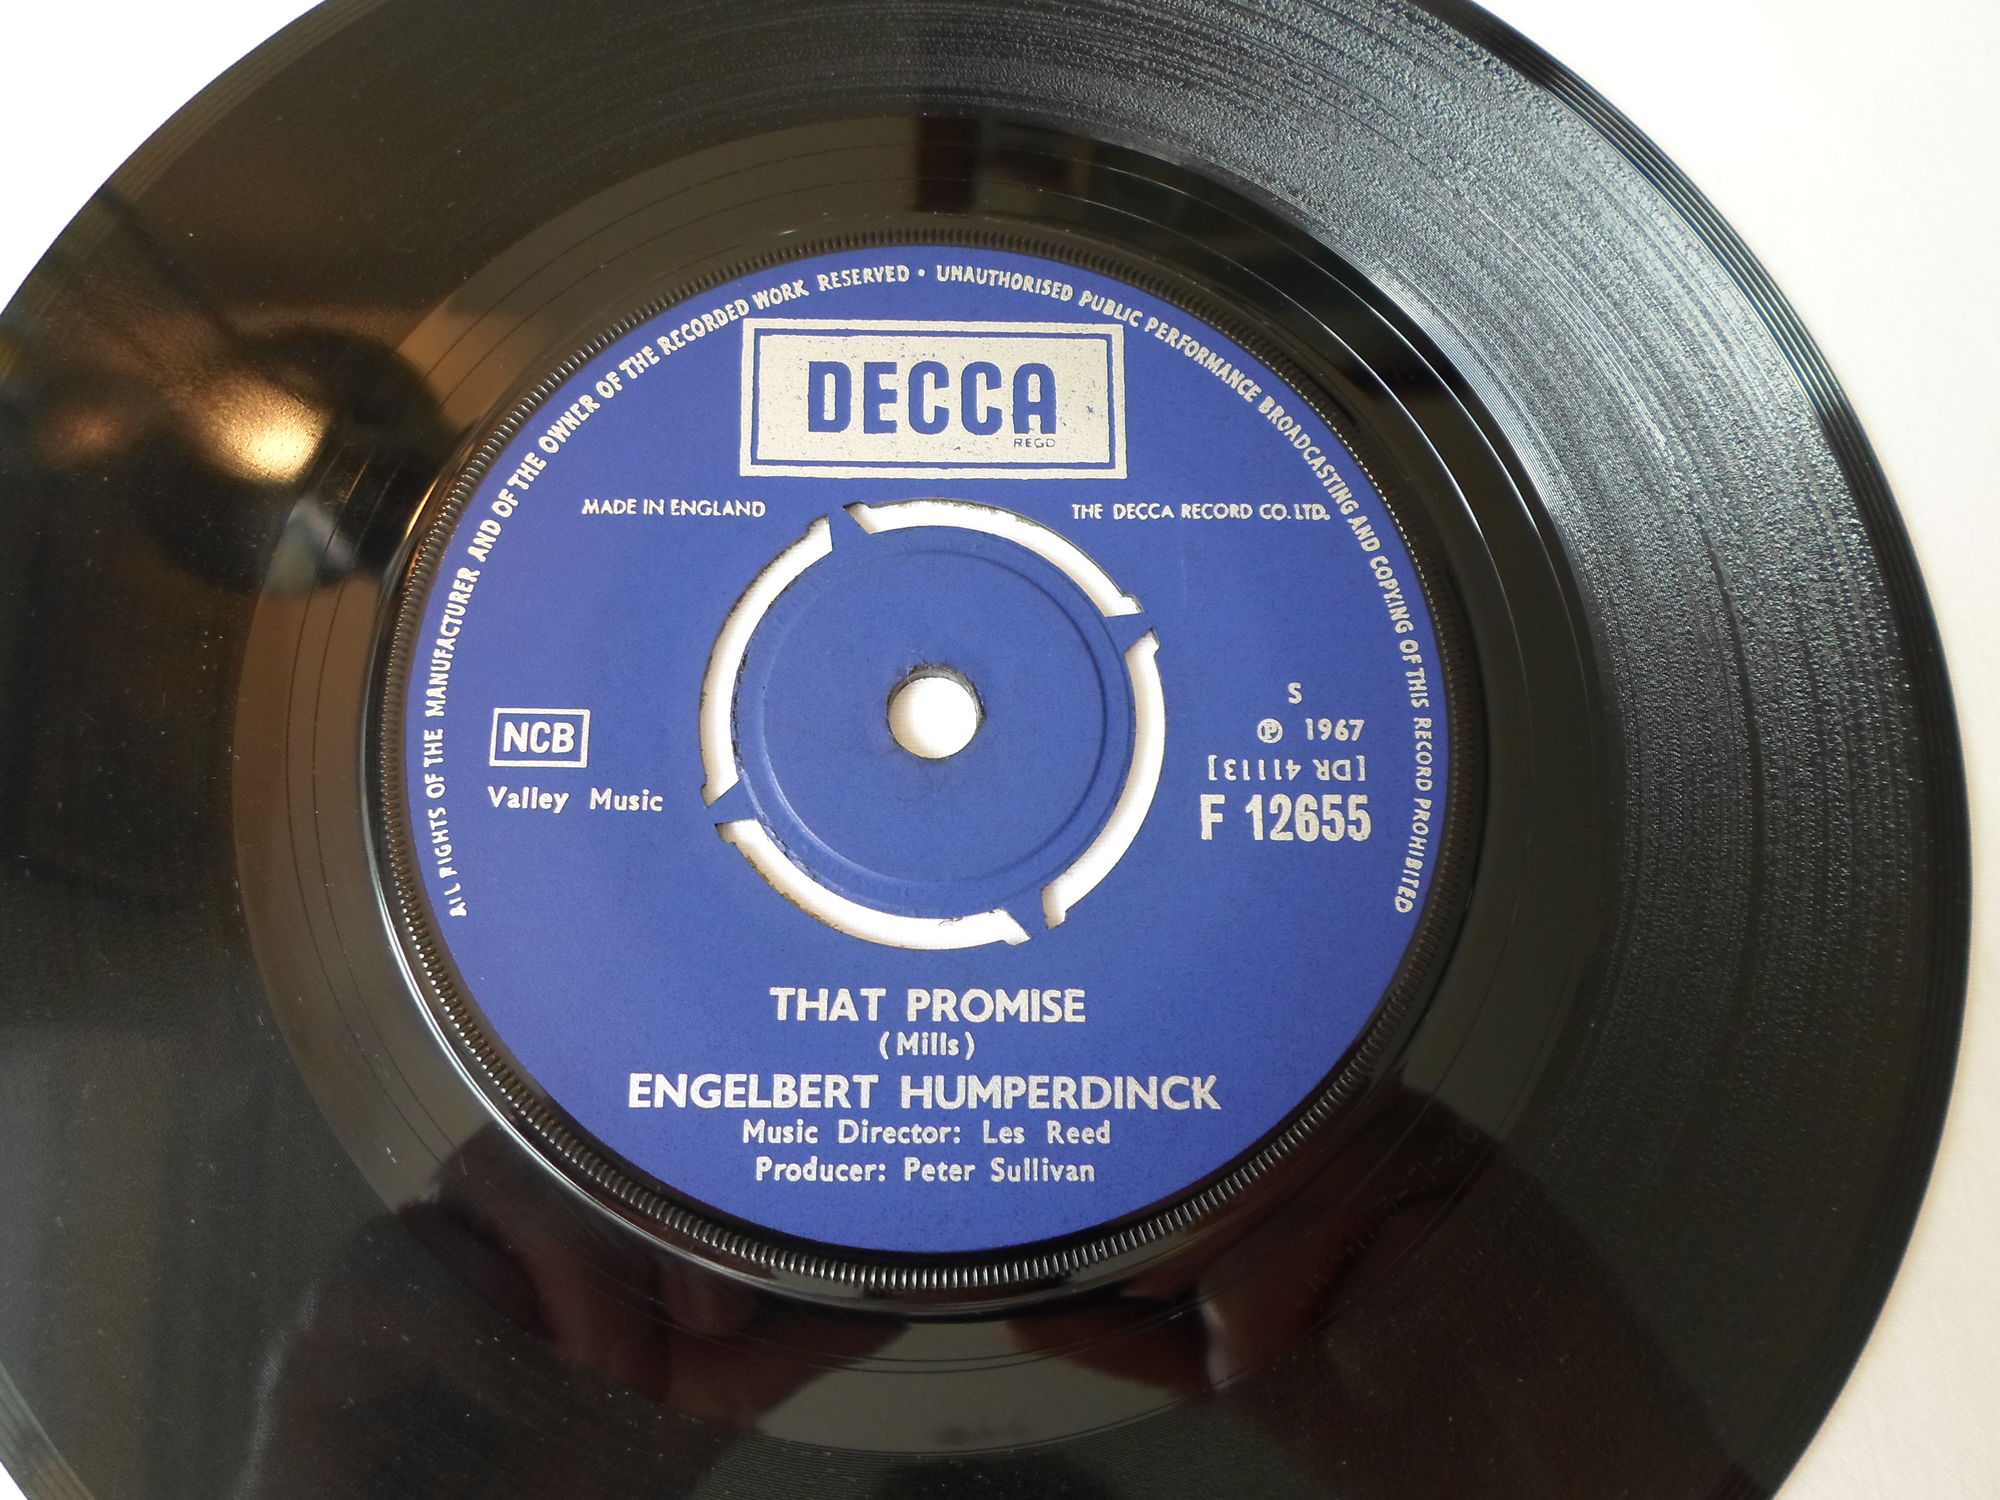 ALL RIGHTS OF THE MANUFACTURER AND OF THE OWNER OF THE RECORDED WORK RESERVED • UNAUTHORISED PUBLIC PERFORMANCE BROADCASTING AND COPYING OF THIS RECORD PROHIBITED
DECCA
REGD
MADE IN ENGLAND
THE DECCA RECORD CO. LTD.
NCB
Valley Music
S
℗ 1967
[DR 41113]
F 12655
THAT PROMISE
(Mills)
ENGELBERT HUMPERDINCK
Music Director: Les Reed
Producer: Peter Sullivan